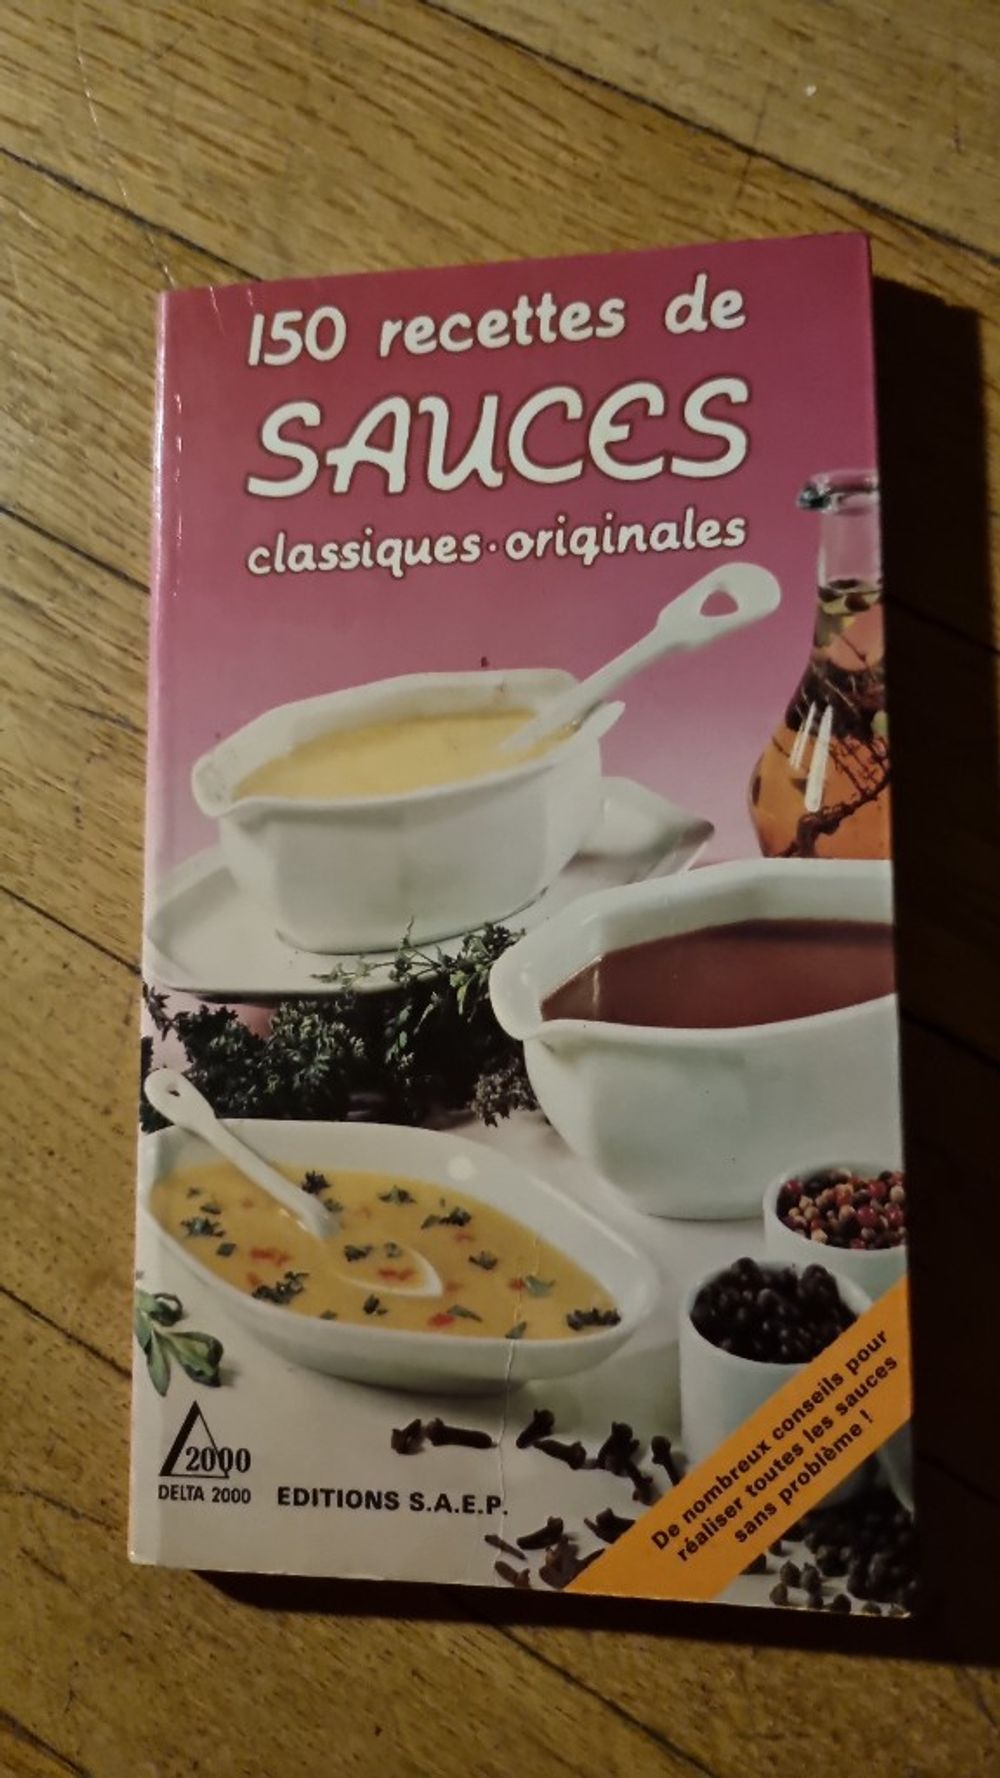 150 recettes de
SAUCES
classiques·originales
De nombreux conseils pour
réaliser toutes les sauces
sans problème !
2000
DELTA 2000
EDITIONS S.A.E.P.